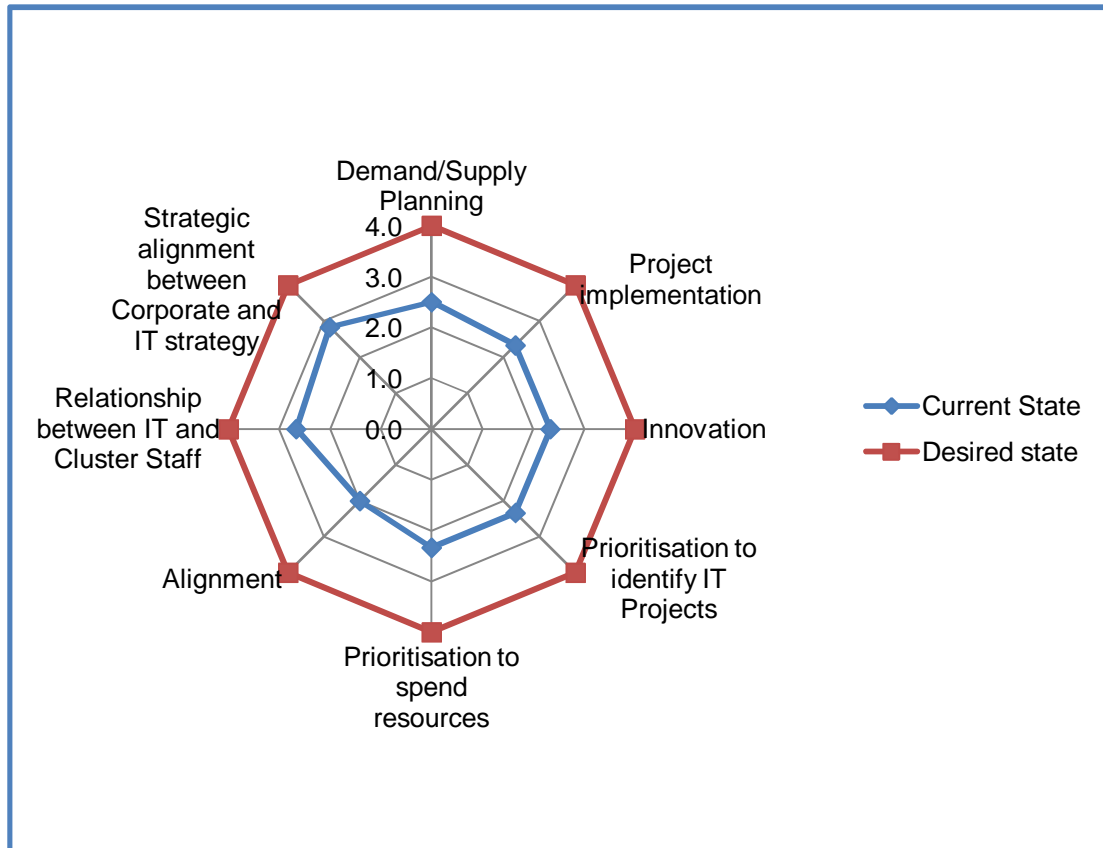 Demand/Supply
Planning
Strategic
alignment
between
Corporate and
IT strategy
Project
implementation
4.0
3.0
2.0
1.0
0.0
Relationship
between IT and
Cluster Staff
Innovation
Current State
Desired state
Alignment
Prioritisation to
identify IT
Projects
Prioritisation to
spend
resources